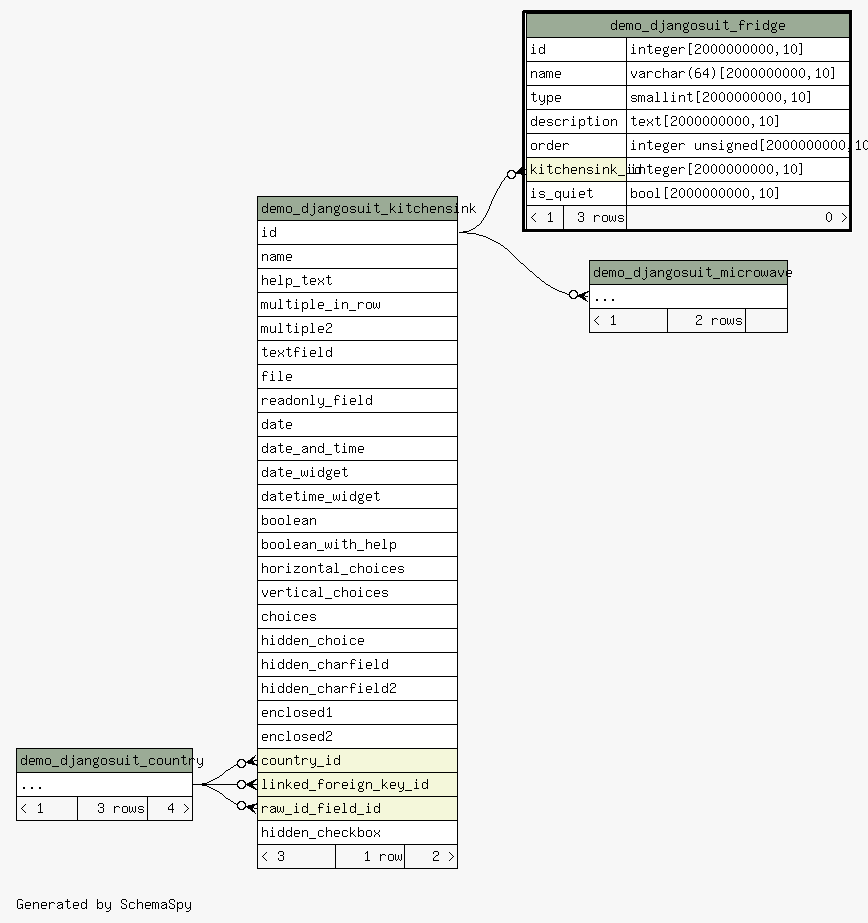 demo_djangosuit_fridge
id integer[2000000000,10]
name varchar(64)[2000000000,10]
type smallint[2000000000,10]
description text[2000000000,10]
order integer unsigned[2000000000,10
kitchensink_id integer[2000000000,10]
is_quiet bool[2000000000,10]
< 1 3 rows 0 >
demo_djangosuit_kitchensink
id
name
help_text
multiple_in_row
multiple2
textfield
file
readonly_field
date
date_and_time
date_widget
datetime_widget
boolean
boolean_with_help
horizontal_choices
vertical_choices
choices
hidden_choice
hidden_charfield
hidden_charfield2
enclosed1
enclosed2
country_id
linked_foreign_key_id
raw_id_field_id
hidden_checkbox
< 3 1 row 2 >
demo_djangosuit_microwave
...
< 1 2 rows
demo_djangosuit_country
...
< 1 3 rows 4 >
Generated by SchemaSpy